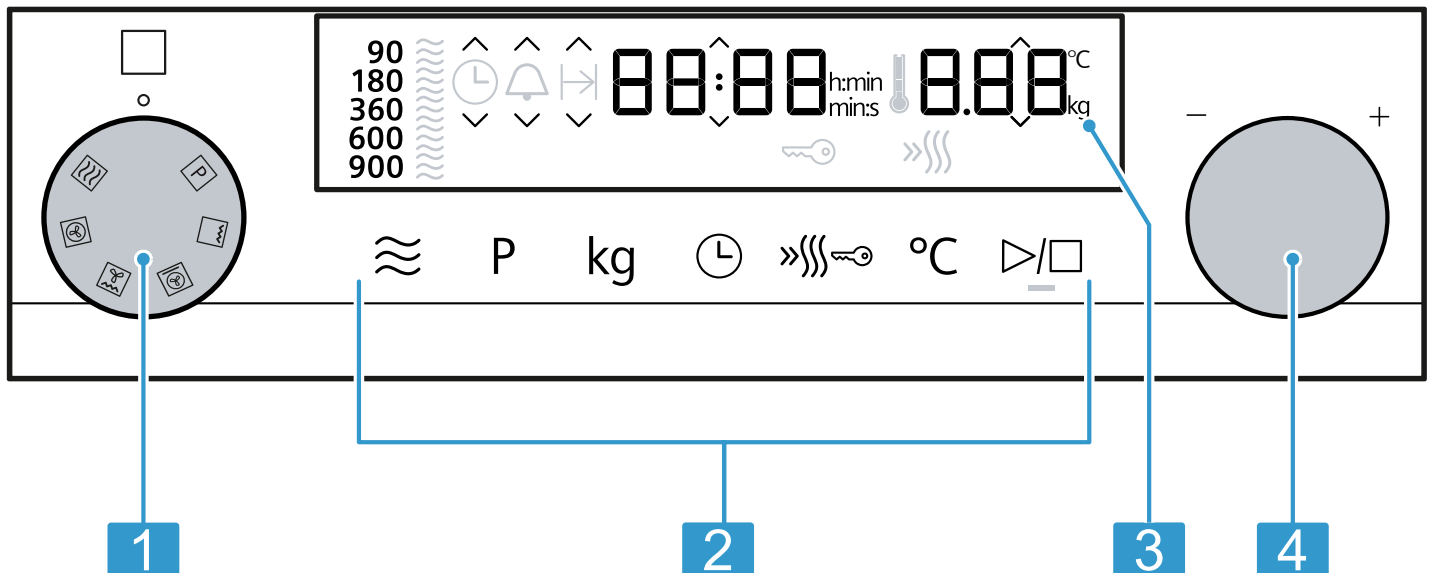 90
180
360
600
900
88:88 h:min
min:s
8.88 °C
kg
− +
P
P kg °C
1 2 3 4